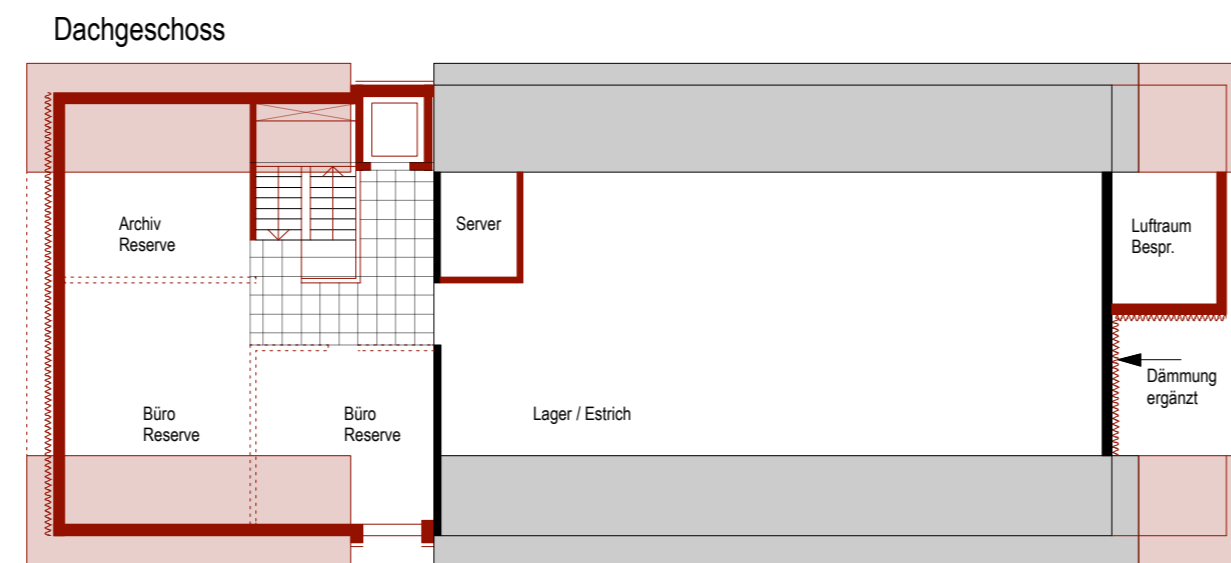 Dachgeschoss
Archiv
Reserve
Server
Luftraum
Bespr.
Dämmung
ergänzt
Büro
Reserve
Büro
Reserve
Lager / Estrich